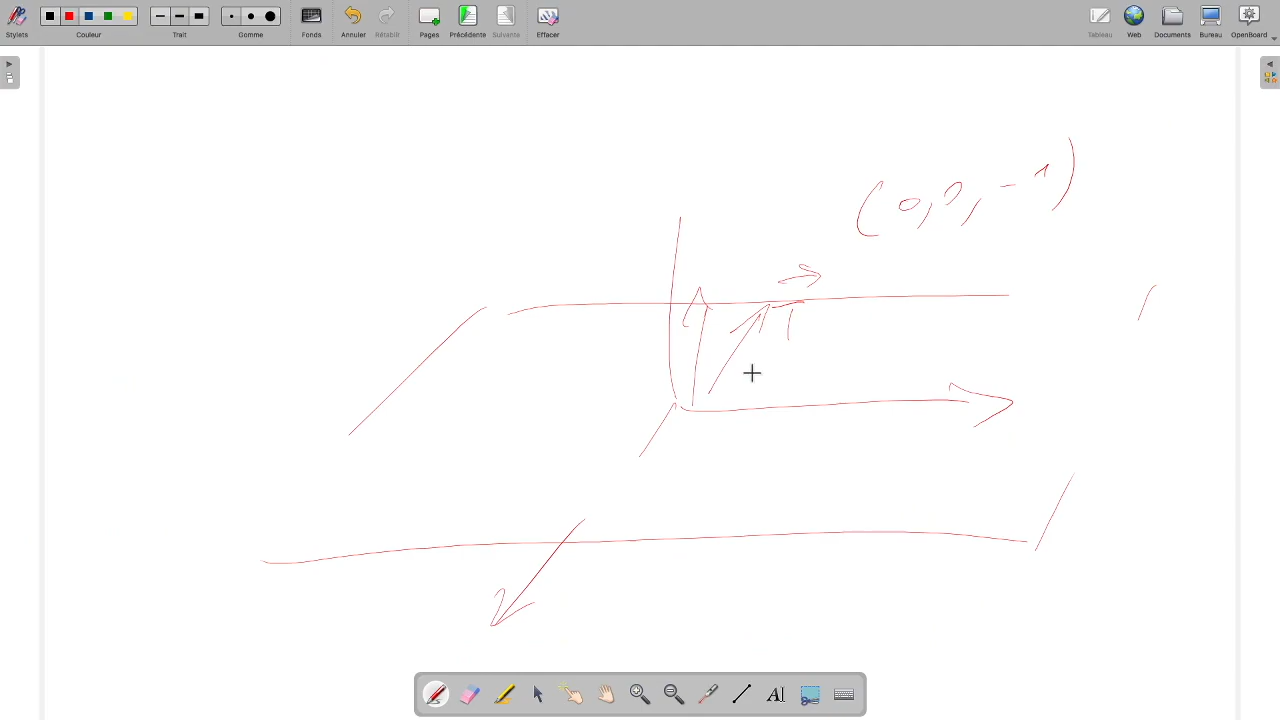 Stylets Couleur Trait Gomme Fonds Annuler Rétablir Pages Précédente Suivante Effacer Tableau Web Documents Bureau OpenBoard
(0, 0, -1)